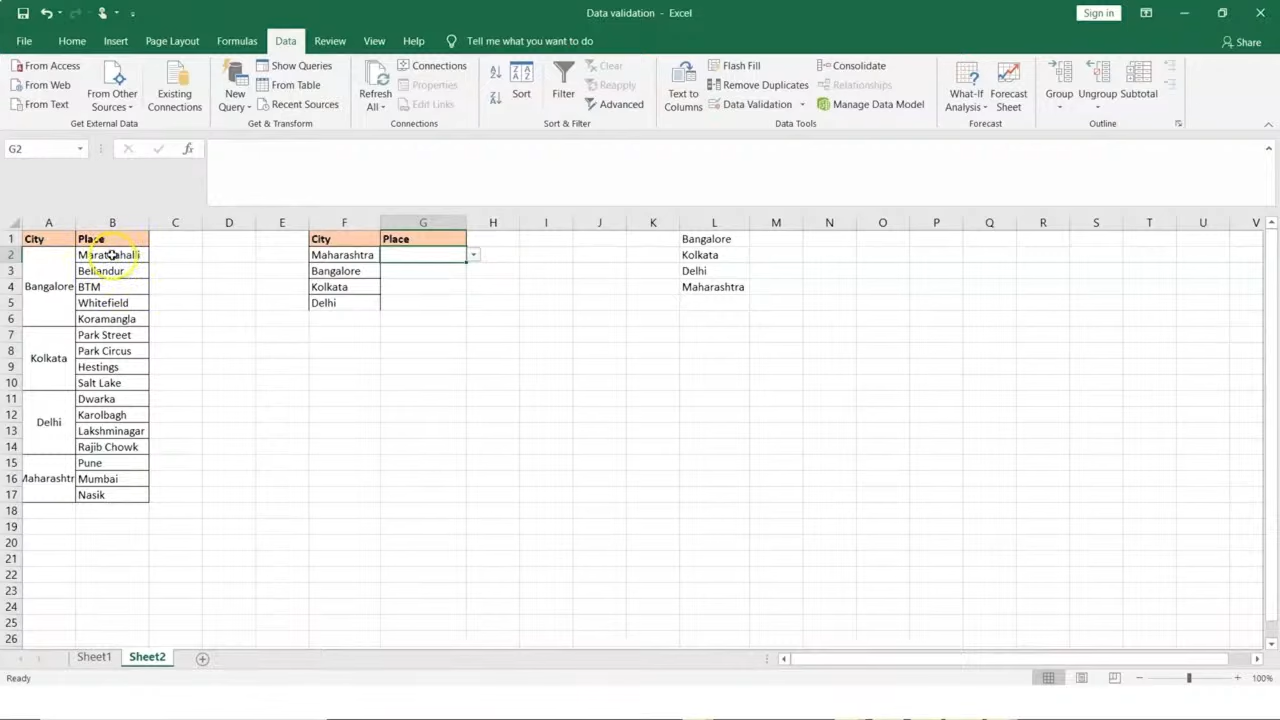 Data validation - Excel
Sign in
File Home Insert Page Layout Formulas Data Review View Help Tell me what you want to do Share
From Access
From Web
From Text
From Other Sources
Existing Connections
Get External Data
New Query
Show Queries
From Table
Recent Sources
Get & Transform
Refresh All
Connections
Properties
Edit Links
Connections
Sort
Filter
Clear
Reapply
Advanced
Sort & Filter
Text to Columns
Flash Fill
Remove Duplicates
Data Validation
Consolidate
Relationships
Manage Data Model
Data Tools
What-If Analysis
Forecast Sheet
Forecast
Group
Ungroup
Subtotal
Outline
G2 fx
A B C D E F G H I J K L M N O P Q R S T U V
1 City Place City Place Bangalore
2 Marathahalli Maharashtra Kolkata
3 Bellandur Bangalore Delhi
4 Bangalore BTM Kolkata Maharashtra
5 Whitefield Delhi
6 Koramangla
7 Park Street
8 Kolkata Park Circus
9 Hestings
10 Salt Lake
11 Dwarka
12 Delhi Karolbagh
13 Lakshminagar
14 Rajib Chowk
15 Pune
16 Maharashtr Mumbai
17 Nasik
18
19
20
21
22
23
24
25
26
Sheet1 Sheet2
Ready 100%